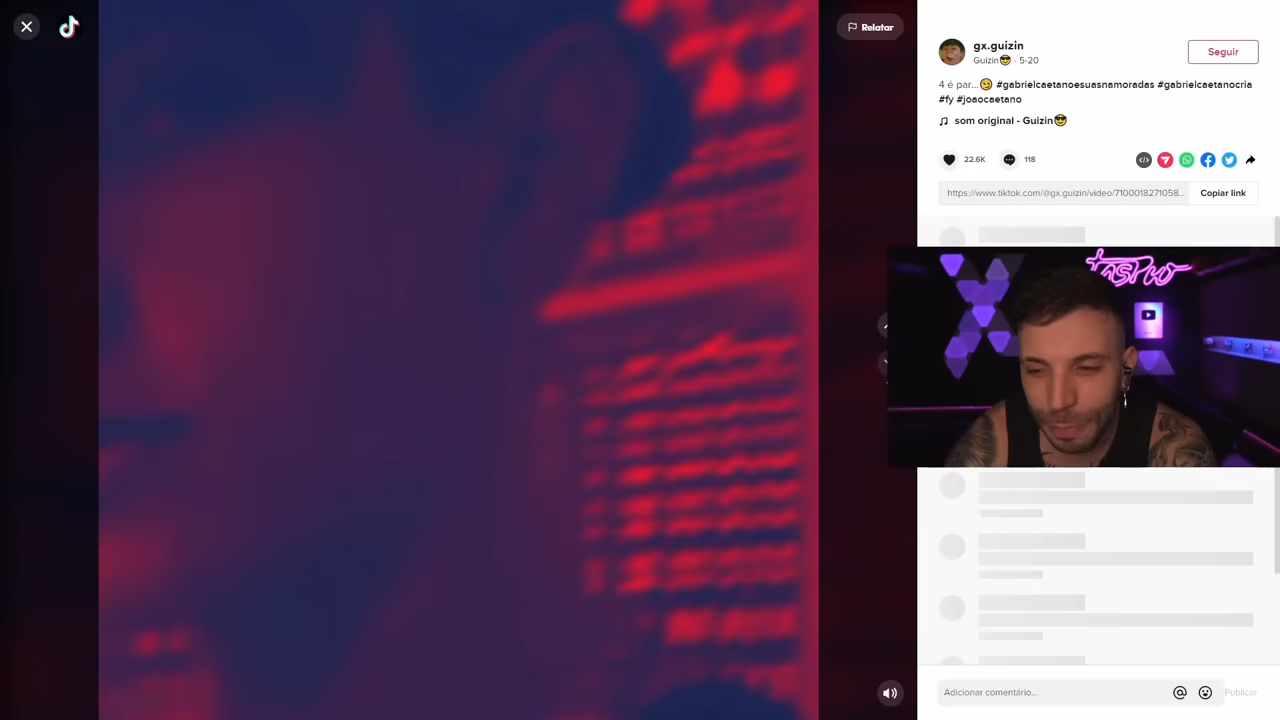 Relatar
gx.guizin
Guizin😎 · 5-20
Seguir
4 é par...😏 #gabrielcaetanoesuasnamoradas #gabrielcaetanocria
#fy #joaocaetano
som original - Guizin😎
22.6K
118
https://www.tiktok.com/@gx.guizin/video/7100018271058...
Copiar link
Adicionar comentário...
Publicar